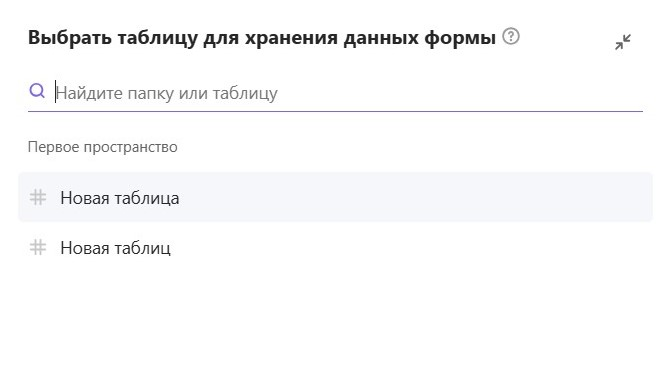 Выбрать таблицу для хранения данных формы
Найдите папку или таблицу
Первое пространство
Новая таблица
Новая таблиц